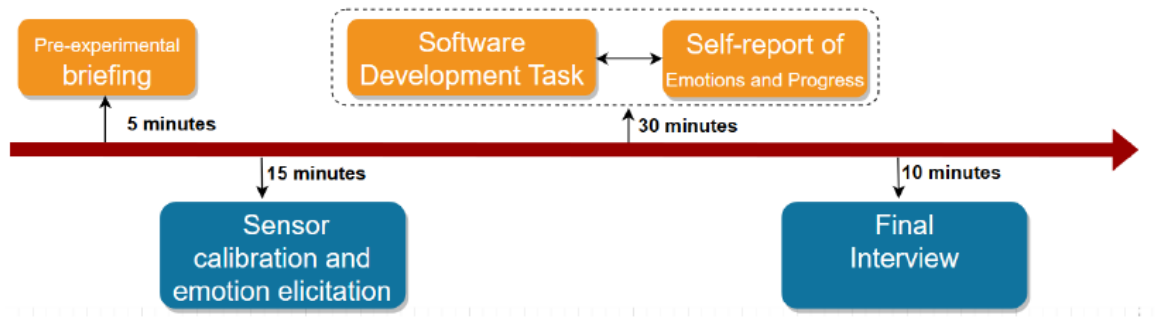 Pre-experimental
briefing
Software
Development Task
Self-report of
Emotions and Progress
5 minutes
30 minutes
15 minutes
10 minutes
Sensor
calibration and
emotion elicitation
Final
Interview